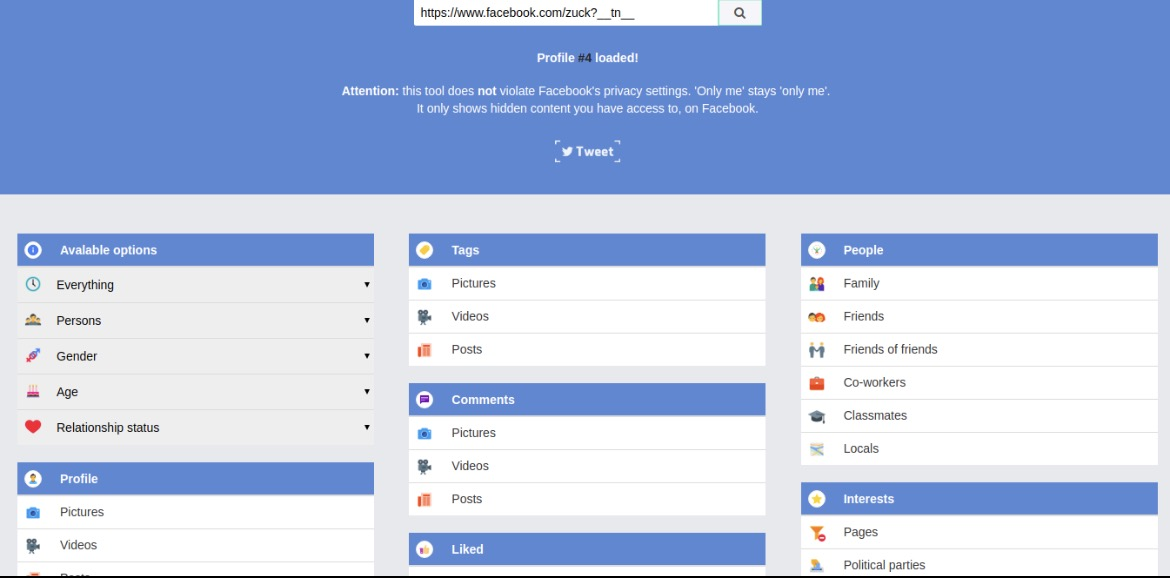 https://www.facebook.com/zuck?__tn__
Profile #4 loaded!
Attention: this tool does not violate Facebook's privacy settings. 'Only me' stays 'only me'.
It only shows hidden content you have access to, on Facebook.
Tweet
Avalable options
Everything
Persons
Gender
Age
Relationship status
Profile
Pictures
Videos
Posts
Tags
Pictures
Videos
Posts
Comments
Pictures
Videos
Posts
Liked
People
Family
Friends
Friends of friends
Co-workers
Classmates
Locals
Interests
Pages
Political parties